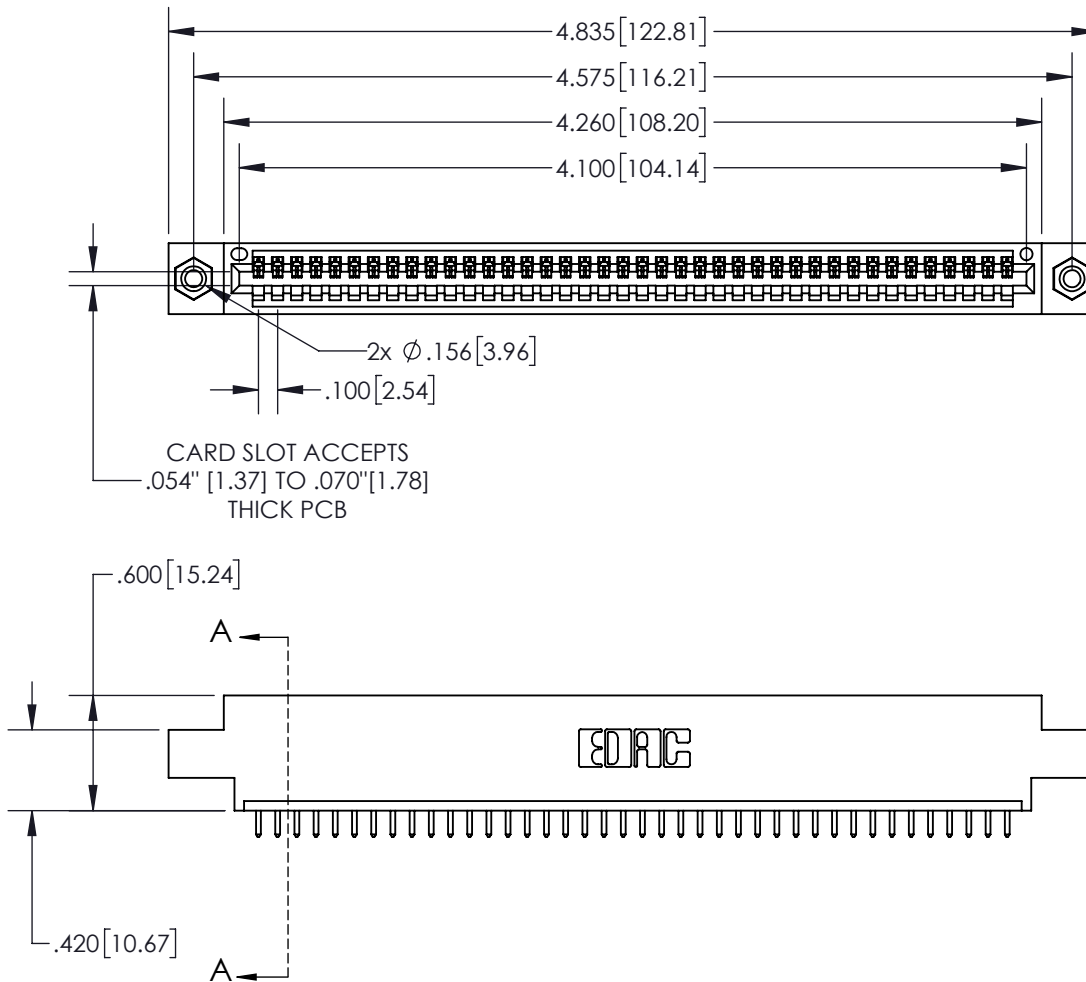 4.835[122.81]
4.575[116.21]
4.260[108.20]
4.100[104.14]
2x Ø.156[3.96]
.100[2.54]
CARD SLOT ACCEPTS
.054" [1.37] TO .070"[1.78]
THICK PCB
.600[15.24]
A
EDAC
.420[10.67]
A